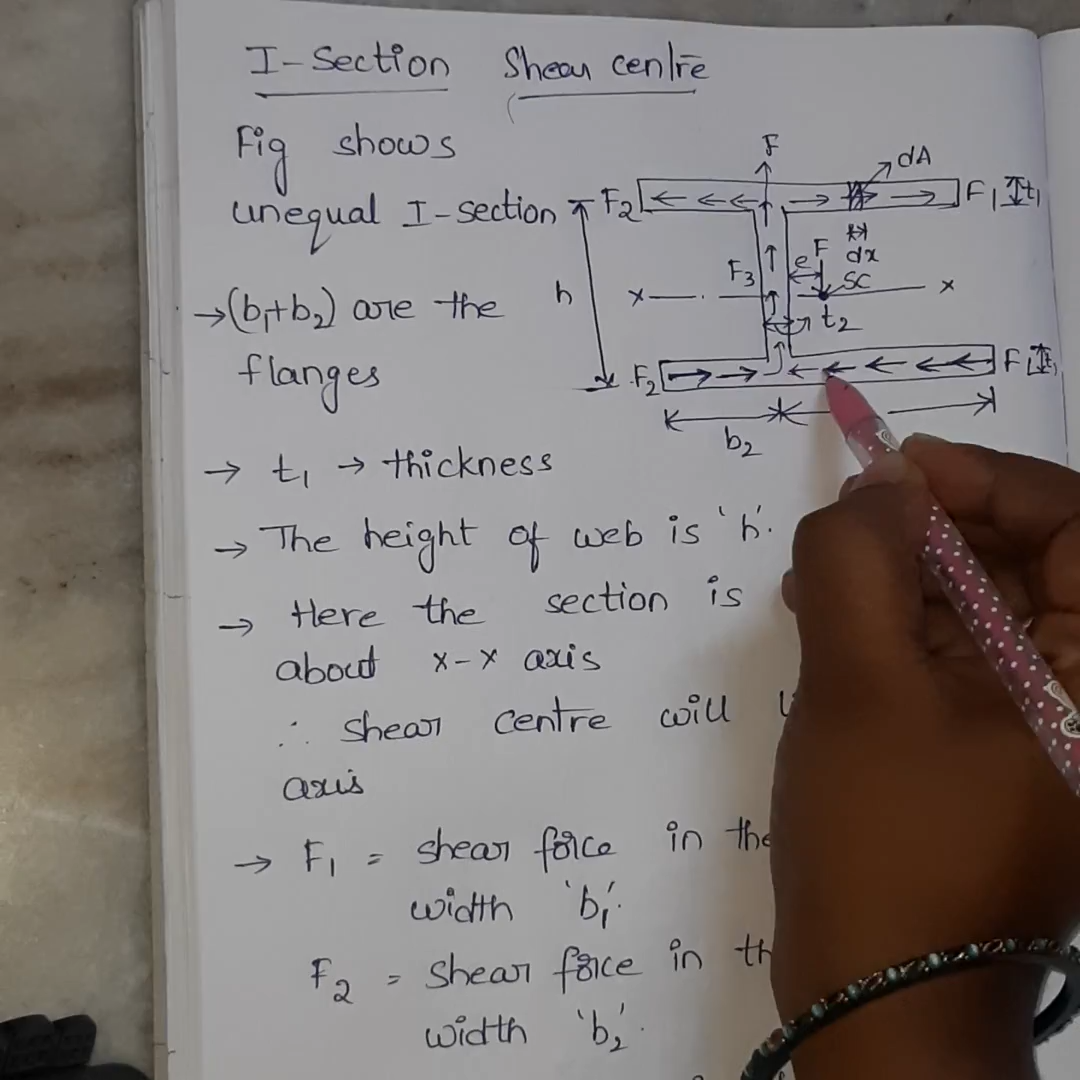 I-Section Shear centre
Fig shows
unequal I-section
→(b₁+b₂) are the
flanges
→ t₁ → thickness
→ The height of web is 'h'.
→ Here the section is
about x-x axis
∴ shear centre will
axis
→ F₁ = shear force in the
width 'b₁'.
F₂ = shear force in
width 'b₂'.
F
dA
F₂
F₁
t₁
dx
F
e
SC
F₃
h
x
x
t₂
F₂
F₁
t₁
b₂